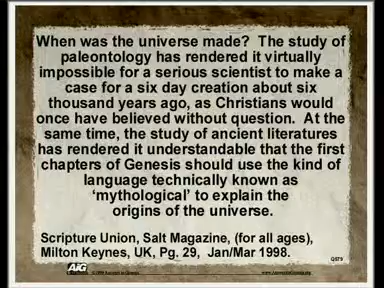 When was the universe made?  The study of
paleontology has rendered it virtually
impossible for a serious scientist to make a
case for a six day creation about six
thousand years ago, as Christians would
once have believed without question.  At the
same time, the study of ancient literatures
has rendered it understandable that the first
chapters of Genesis should use the kind of
language technically known as
‘mythological’ to explain the
origins of the universe.
Scripture Union, Salt Magazine, (for all ages),
Milton Keynes, UK, Pg. 29,  Jan/Mar 1998.
AiG